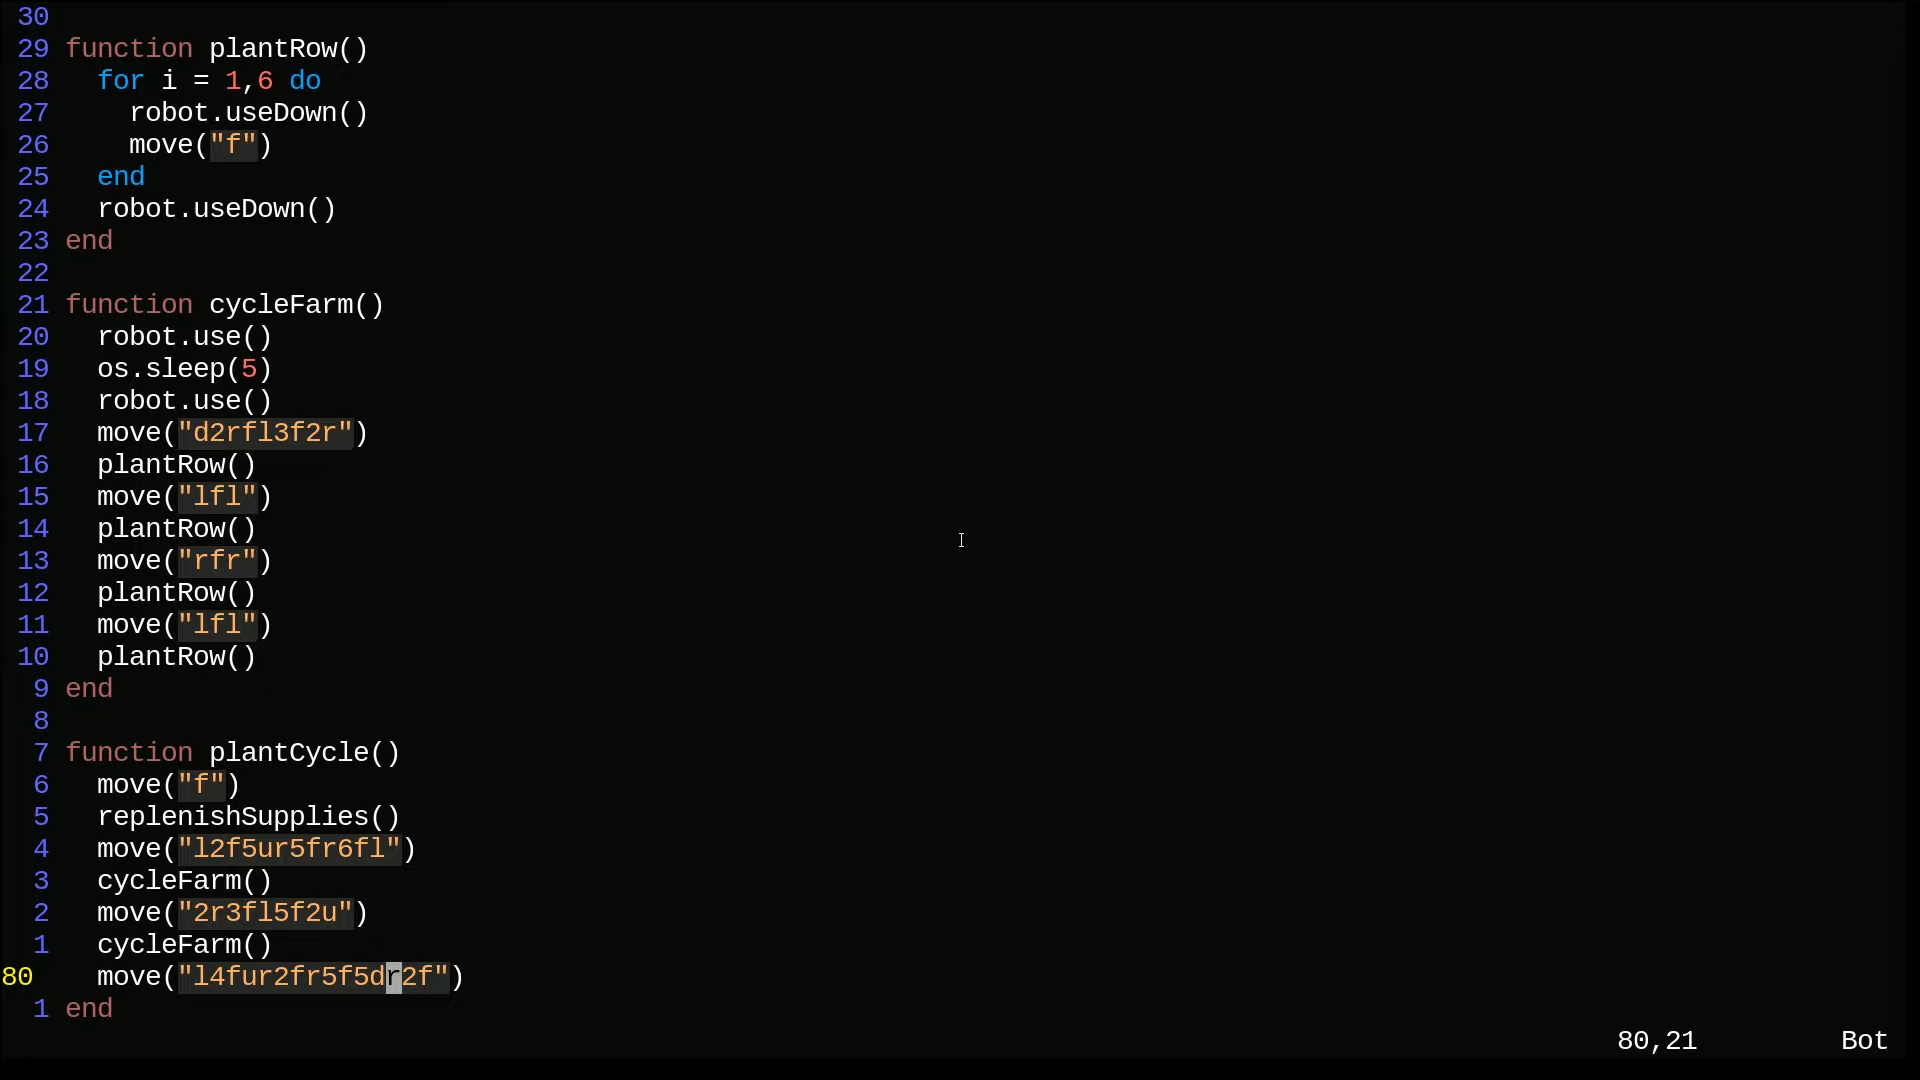 30
29 function plantRow()
28   for i = 1,6 do
27     robot.useDown()
26     move("f")
25   end
24   robot.useDown()
23 end
22
21 function cycleFarm()
20   robot.use()
19   os.sleep(5)
18   robot.use()
17   move("d2rfl3f2r")
16   plantRow()
15   move("lfl")
14   plantRow()
13   move("rfr")
12   plantRow()
11   move("lfl")
10   plantRow()
9 end
8
7 function plantCycle()
6   move("f")
5   replenishSupplies()
4   move("l2f5ur5fr6fl")
3   cycleFarm()
2   move("2r3fl5f2u")
1   cycleFarm()
80   move("l4fur2fr5f5dr2f")
1 end
80,21 Bot